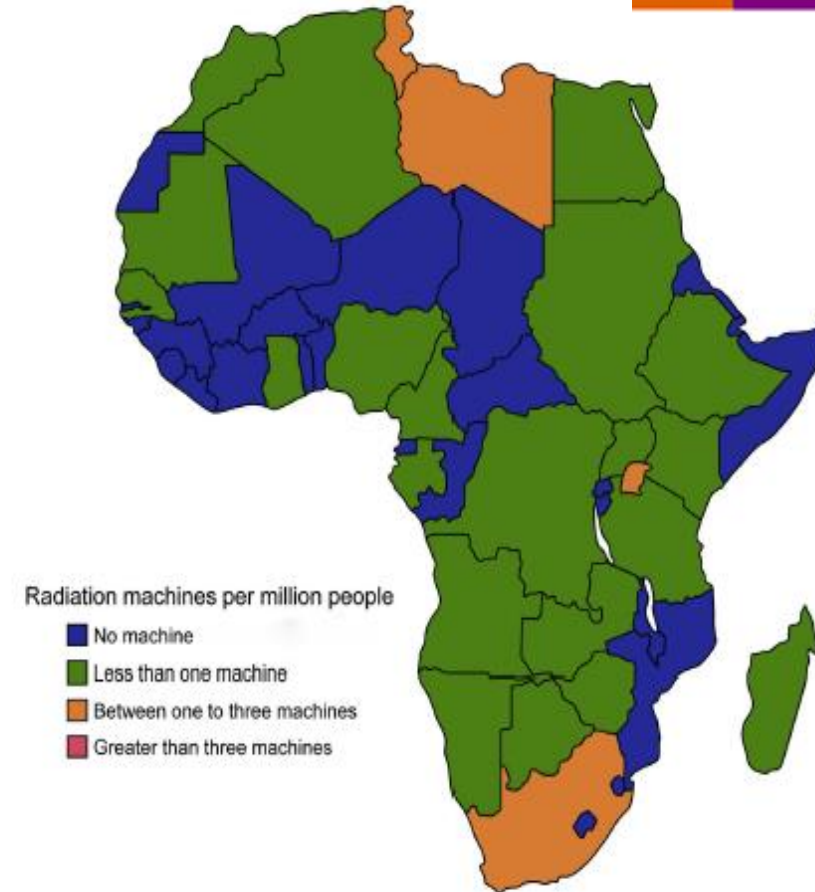 Radiation machines per million people
No machine
Less than one machine
Between one to three machines
Greater than three machines